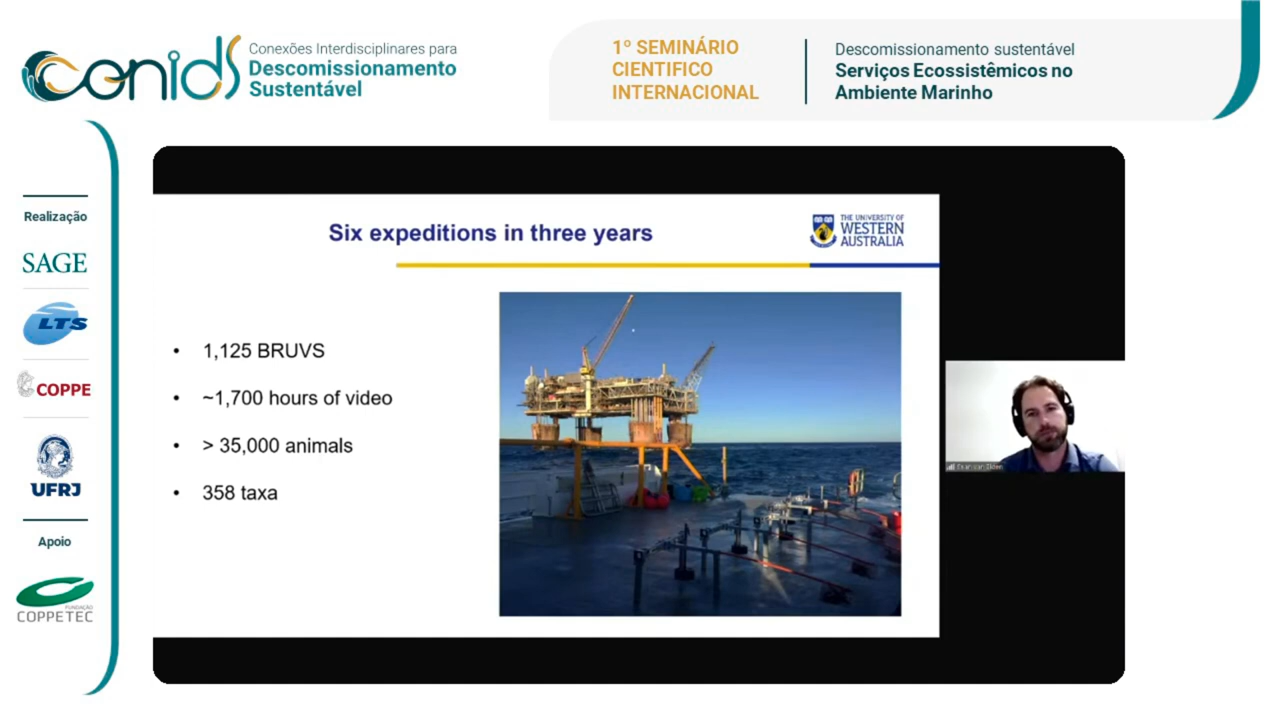 conids
Conexões Interdisciplinares para
Descomissionamento
Sustentável
1º SEMINÁRIO
CIENTIFICO
INTERNACIONAL
Descomissionamento sustentável
Serviços Ecossistêmicos no
Ambiente Marinho
Realização
SAGE
LTS
COPPE
UFRJ
Apoio
FUNDAÇÃO
COPPETEC
Six expeditions in three years
THE UNIVERSITY OF
WESTERN
AUSTRALIA
• 1,125 BRUVS
• ~1,700 hours of video
• > 35,000 animals
• 358 taxa